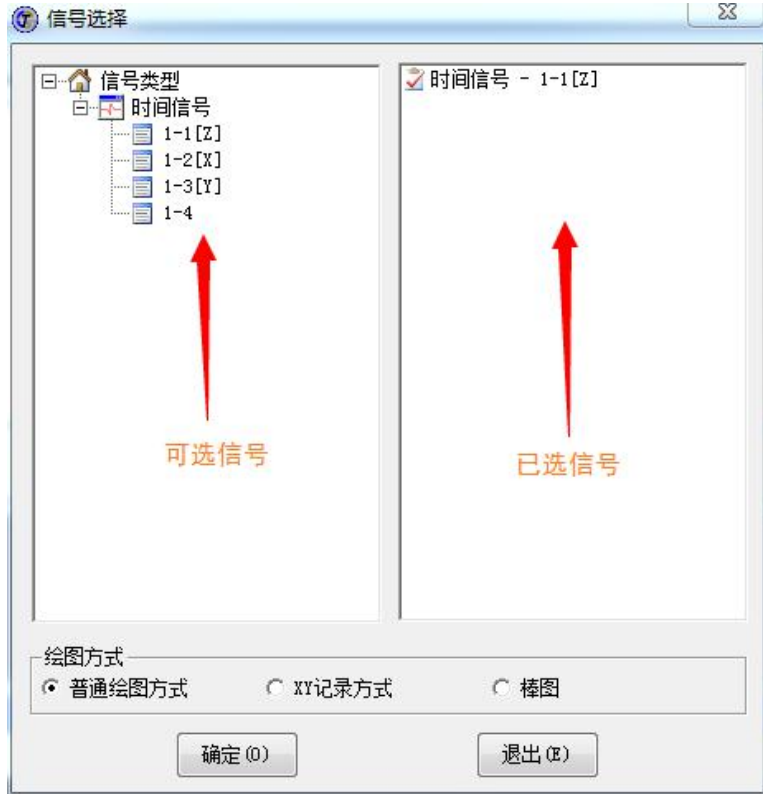 信号选择
信号类型
时间信号
1-1[Z]
1-2[X]
1-3[Y]
1-4
可选信号
时间信号 - 1-1[Z]
已选信号
绘图方式
普通绘图方式 XY记录方式 棒图
确定(O) 退出(E)